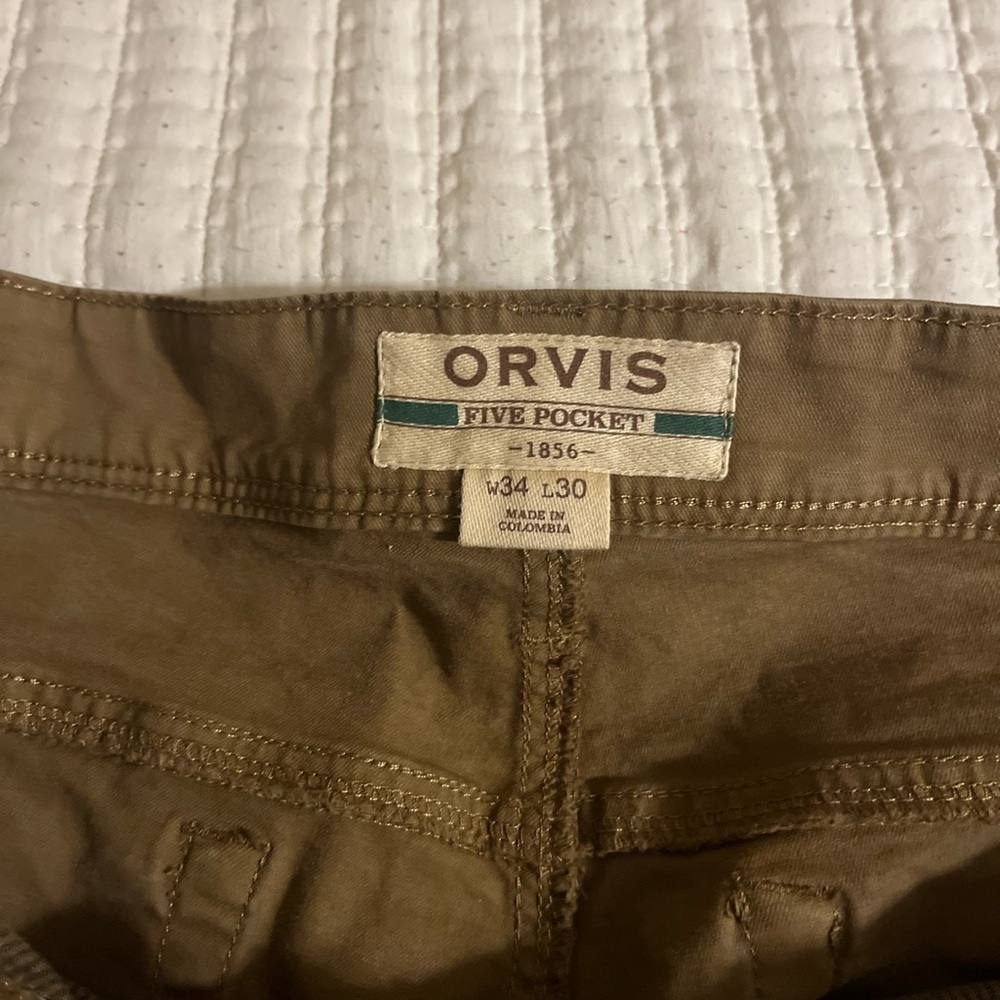 ORVIS
FIVE POCKET
-1856-
W34 L30
MADE IN
COLOMBIA